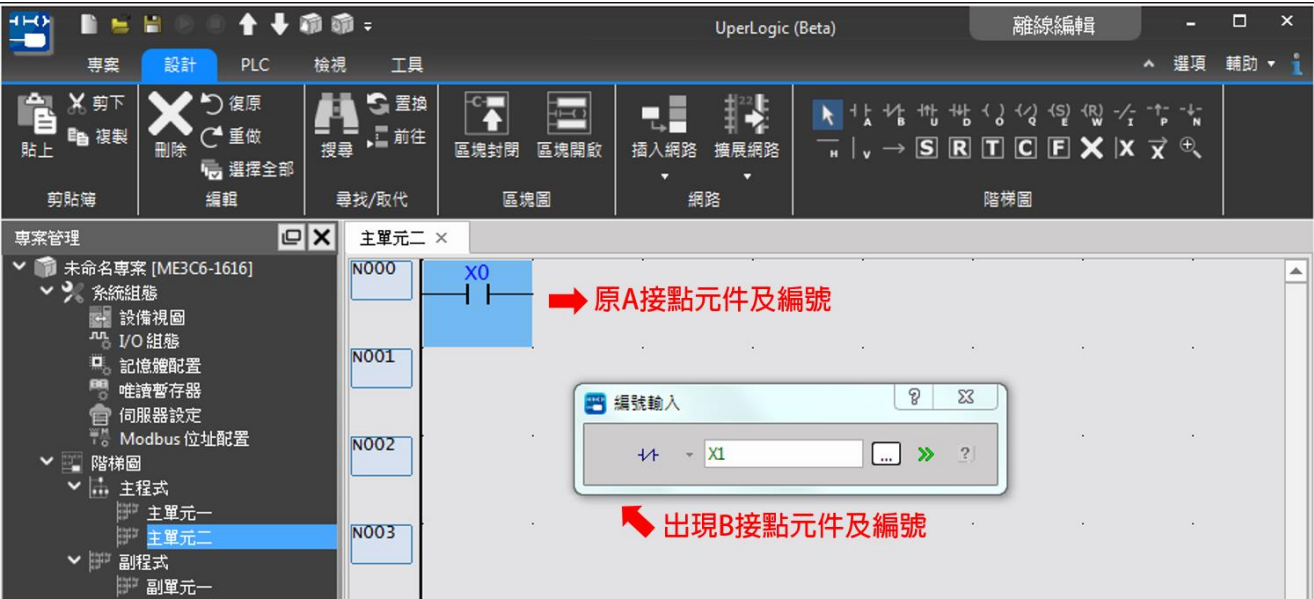 UperLogic (Beta)
離線編輯
專案 設計 PLC 檢視 工具
選項 輔助
貼上 剪下 複製
刪除 復原 重做 選擇全部
搜尋 置換 前往
區塊封閉 區塊開啟
插入網路 擴展網路
A B U D O Q E W I P N
H V S R T C F X X X
剪貼簿 編輯 尋找/取代 區塊圖 網路 階梯圖
專案管理
主單元二
未命名專案 [ME3C6-1616]
系統組態
設備視圖
I/O 組態
記憶體配置
唯讀暫存器
伺服器設定
Modbus 位址配置
階梯圖
主程式
主單元一
主單元二
副程式
副單元一
N000 X0
原A接點元件及編號
N001
編號輸入
X1 ...
N002
出現B接點元件及編號
N003